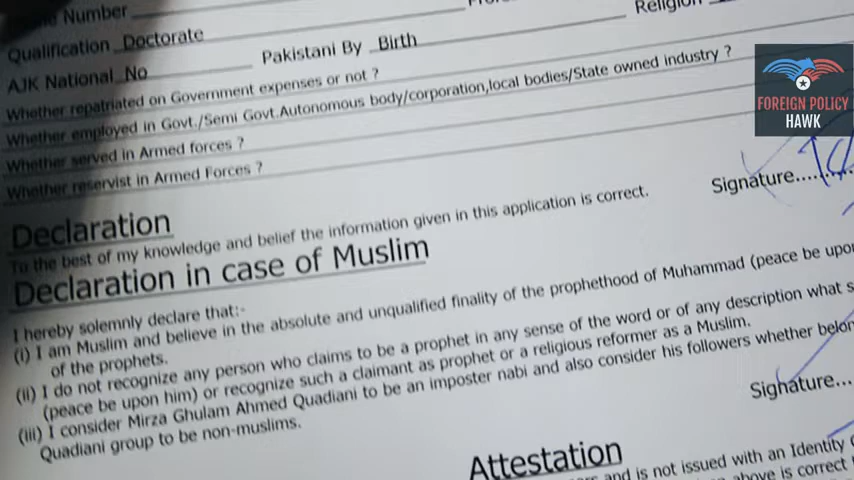 Number
Religion
Qualification Doctorate
Pakistani By Birth
AJK National No
Whether repatriated on Government expenses or not ?
Whether employed in Govt./Semi Govt.Autonomous body/corporation,local bodies/State owned industry ?
Whether served in Armed forces ?
Whether reservist in Armed Forces ?
Signature........
Declaration
To the best of my knowledge and belief the information given in this application is correct.
Declaration in case of Muslim
I hereby solemnly declare that:-
(i) I am Muslim and believe in the absolute and unqualified finality of the prophethood of Muhammad (peace be upon
of the prophets.
(ii) I do not recognize any person who claims to be a prophet in any sense of the word or of any description what
(peace be upon him) or recognize such a claimant as prophet or a religious reformer as a Muslim.
(iii) I consider Mirza Ghulam Ahmed Quadiani to be an imposter nabi and also consider his followers whether
Quadiani group to be non-muslims.
Signature...
Attestation
and is not issued with an Identity
above is correct
FOREIGN POLICY
HAWK